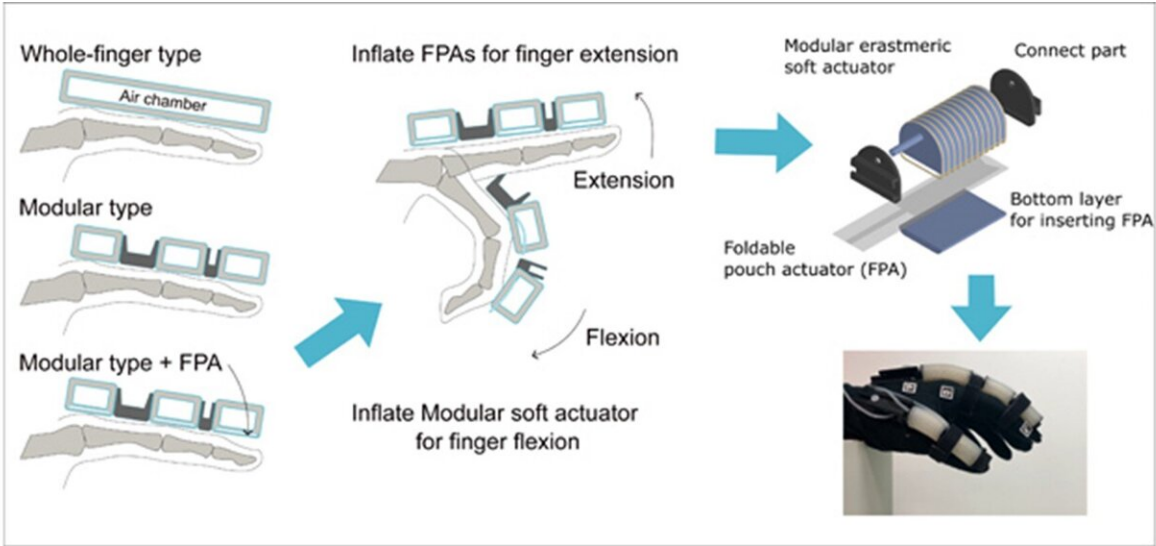 Whole-finger type
Air chamber
Modular type
Modular type + FPA
Inflate FPAs for finger extension
Extension
Flexion
Inflate Modular soft actuator
for finger flexion
Modular erastmeric
soft actuator
Connect part
Bottom layer
for inserting FPA
Foldable
pouch actuator (FPA)